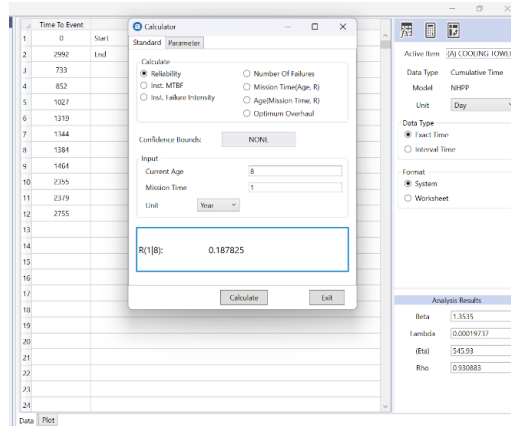 Time To Event
1 0 Start
2 2992 End
3 733
4 852
5 1027
6 1319
7 1344
8 1384
9 1464
10 2355
11 2379
12 2755
13
14
15
16
17
18
19
20
21
22
23
24
Data Plot
Calculator
Standard Parameter
Calculate
Reliability
Inst. MTBF
Inst. Failure Intensity
Number Of Failures
Mission Time(Age, R)
Age(Mission Time, R)
Optimum Overhaul
Confidence Bounds: NONE
Input
Current Age 8
Mission Time 1
Unit Year
R(1|8): 0.187825
Calculate Exit
Active Item (A) COOLING TOWE
Data Type Cumulative Time
Model NHPP
Unit Day
Data Type
Exact Time
Interval Time
Format
System
Worksheet
Analysis Results
Beta 1.3535
Lambda 0.00019737
(Eta) 545.93
Rho 0.930883